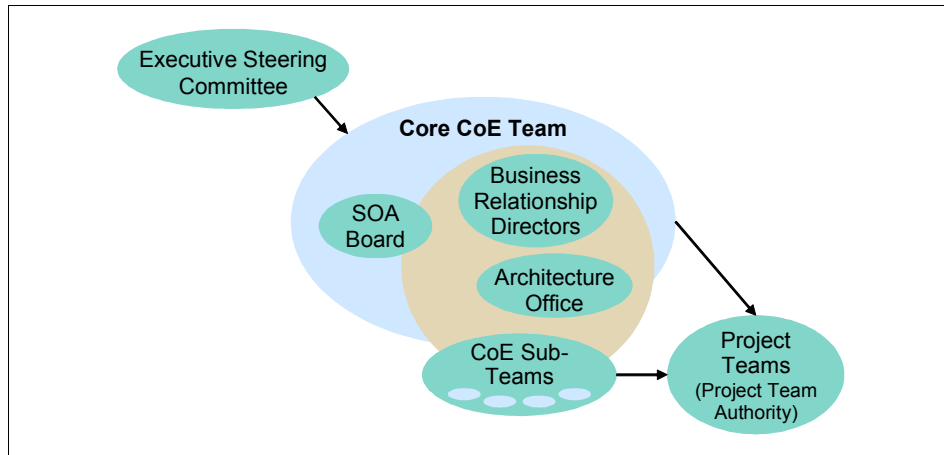 Executive Steering
Committee
Core CoE Team
Business
Relationship
Directors
SOA
Board
Architecture
Office
CoE Sub-
Teams
Project
Teams
(Project Team
Authority)